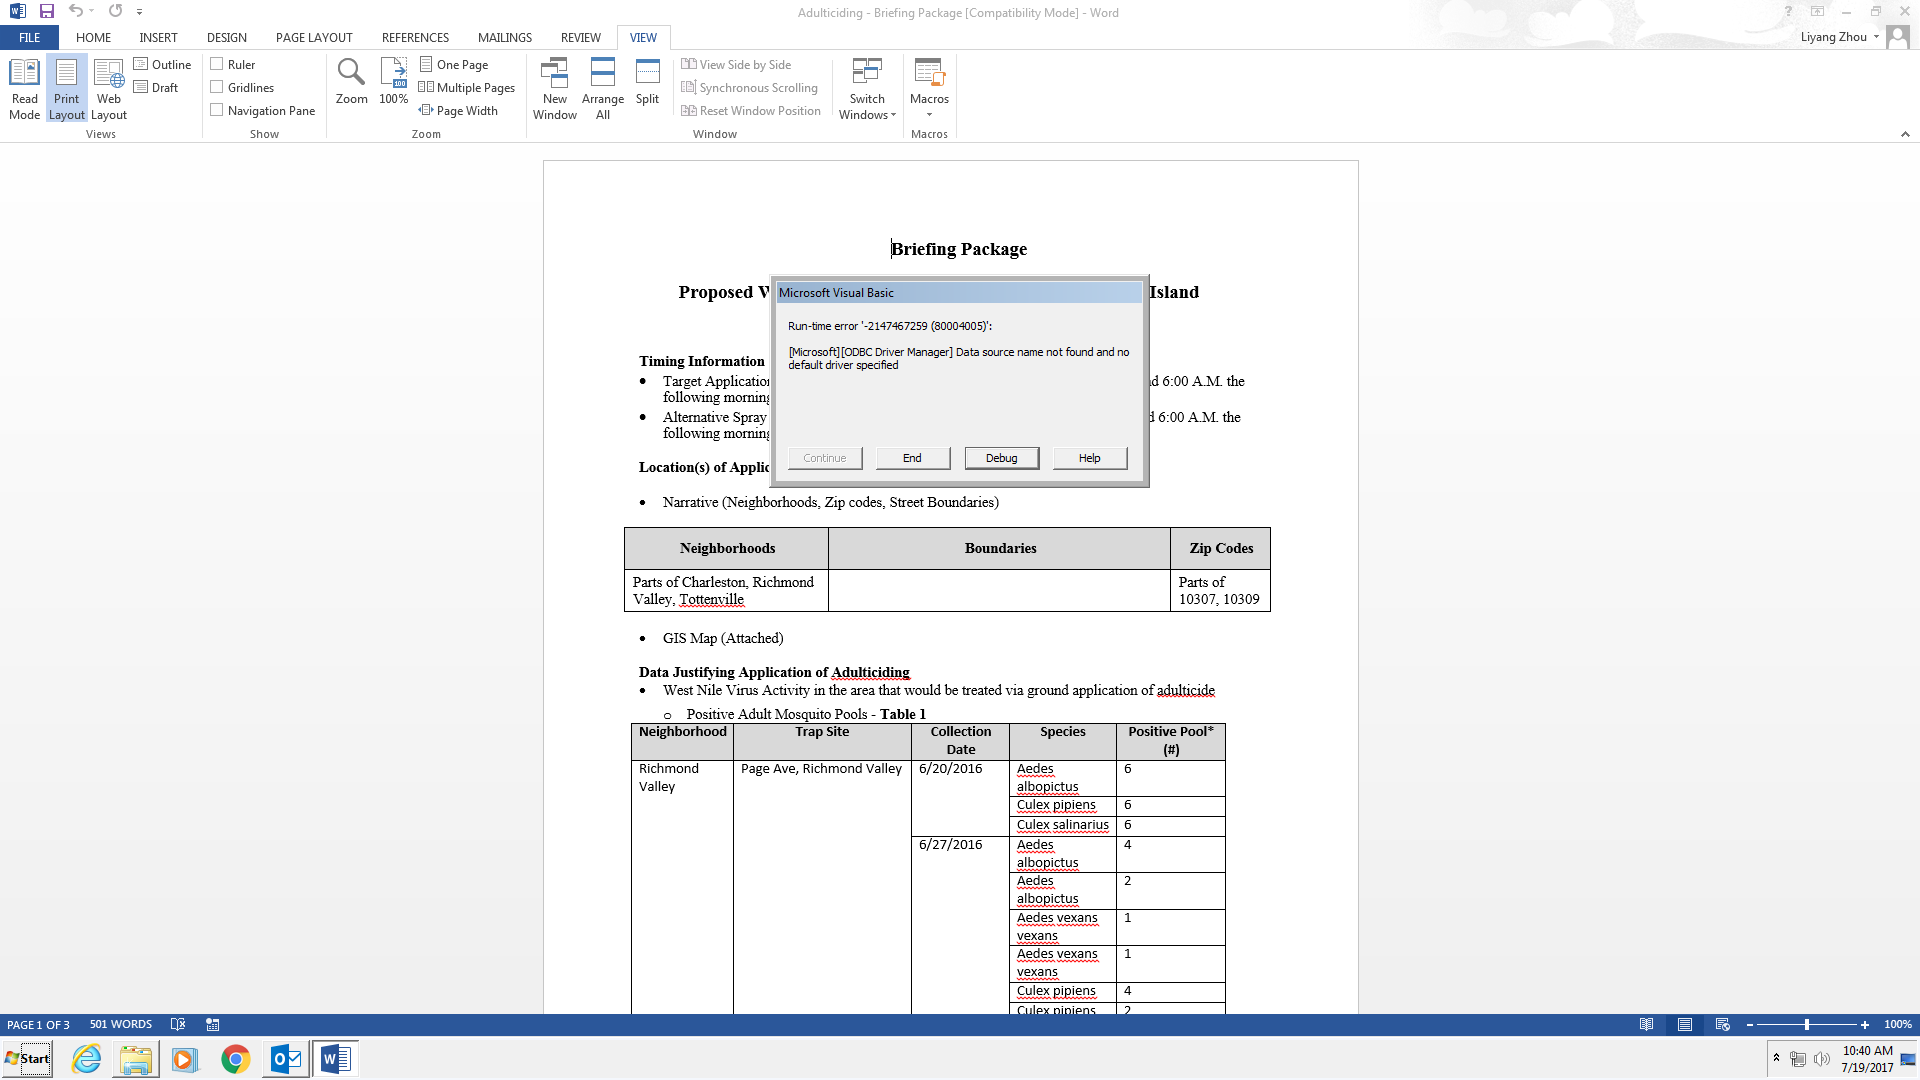 Adulticiding - Briefing Package [Compatibility Mode] - Word
FILE HOME INSERT DESIGN PAGE LAYOUT REFERENCES MAILINGS REVIEW VIEW
Liyang Zhou
Read Mode
Print Layout
Web Layout
Outline
Draft
Views
Ruler
Gridlines
Navigation Pane
Show
Zoom
100%
One Page
Multiple Pages
Page Width
Zoom
New Window
Arrange All
Split
View Side by Side
Synchronous Scrolling
Reset Window Position
Window
Switch Windows
Macros
Macros
Briefing Package
Proposed W
Island
Microsoft Visual Basic
Run-time error '-2147467259 (80004005)':
[Microsoft][ODBC Driver Manager] Data source name not found and no
default driver specified
Continue End Debug Help
Timing Information
• Target Application
d 6:00 A.M. the
following morning
• Alternative Spray
d 6:00 A.M. the
following morning
Location(s) of Applic
• Narrative (Neighborhoods, Zip codes, Street Boundaries)
Neighborhoods Boundaries Zip Codes
Parts of Charleston, Richmond
Valley, Tottenville
Parts of
10307, 10309
• GIS Map (Attached)
Data Justifying Application of Adulticiding
• West Nile Virus Activity in the area that would be treated via ground application of adulticide
o Positive Adult Mosquito Pools - Table 1
Neighborhood Trap Site Collection Date Species Positive Pool* (#)
Richmond Valley Page Ave, Richmond Valley 6/20/2016 Aedes albopictus 6
Culex pipiens 6
Culex salinarius 6
6/27/2016 Aedes albopictus 4
Aedes albopictus 2
Aedes vexans vexans 1
Aedes vexans vexans 1
Culex pipiens 4
Culex pipiens 2
PAGE 1 OF 3 501 WORDS
100%
Start
10:40 AM
7/19/2017